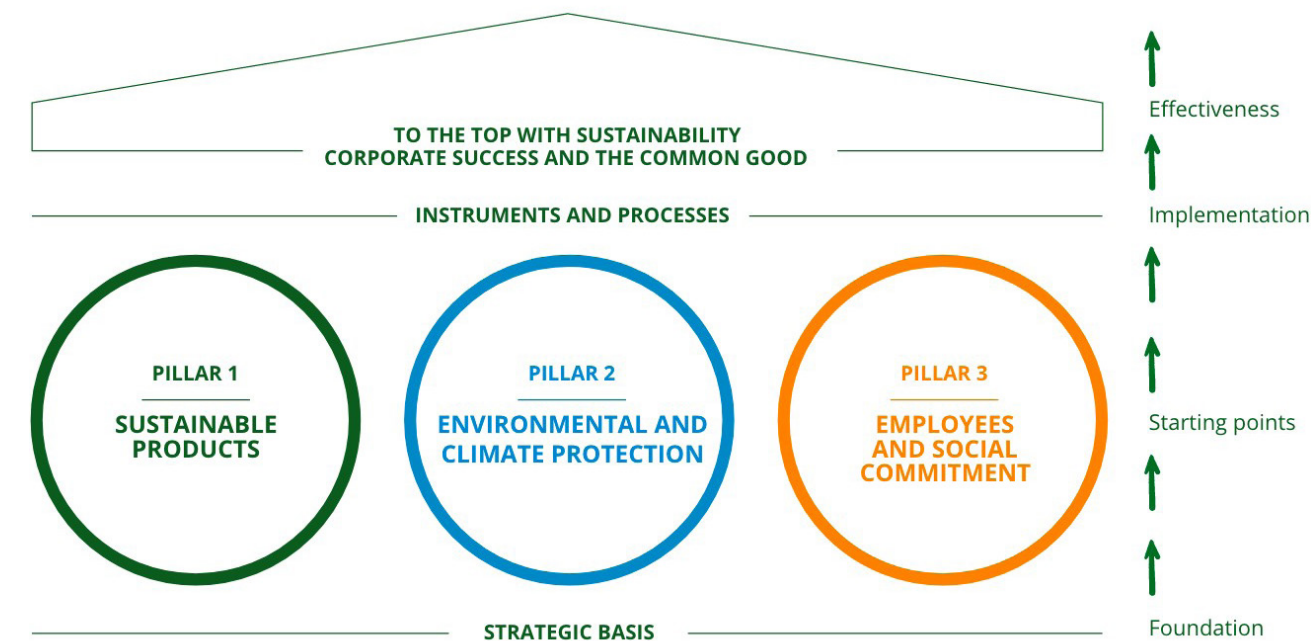 TO THE TOP WITH SUSTAINABILITY
CORPORATE SUCCESS AND THE COMMON GOOD
Effectiveness
INSTRUMENTS AND PROCESSES
Implementation
PILLAR 1
SUSTAINABLE
PRODUCTS
PILLAR 2
ENVIRONMENTAL AND
CLIMATE PROTECTION
PILLAR 3
EMPLOYEES
AND SOCIAL
COMMITMENT
Starting points
STRATEGIC BASIS
Foundation